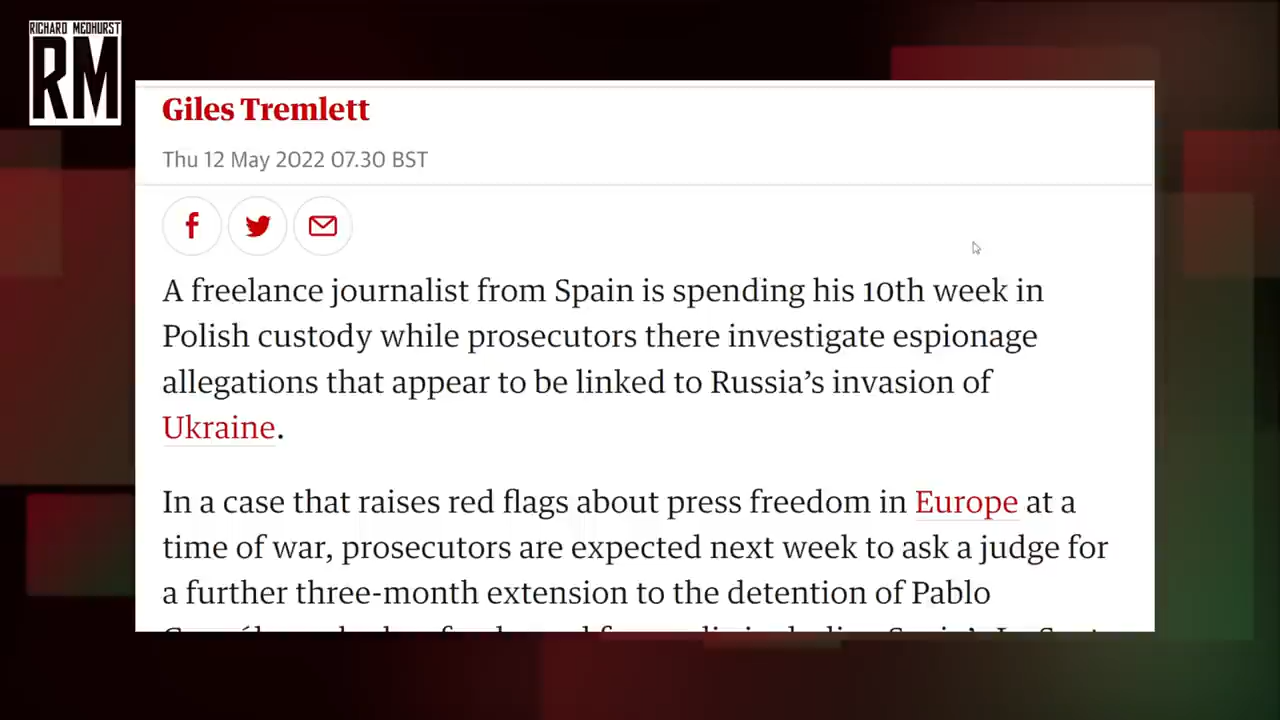 RICHARD MEDHURST
RM
Giles Tremlett
Thu 12 May 2022 07.30 BST
A freelance journalist from Spain is spending his 10th week in
Polish custody while prosecutors there investigate espionage
allegations that appear to be linked to Russia's invasion of
Ukraine.
In a case that raises red flags about press freedom in Europe at a
time of war, prosecutors are expected next week to ask a judge for
a further three-month extension to the detention of Pablo